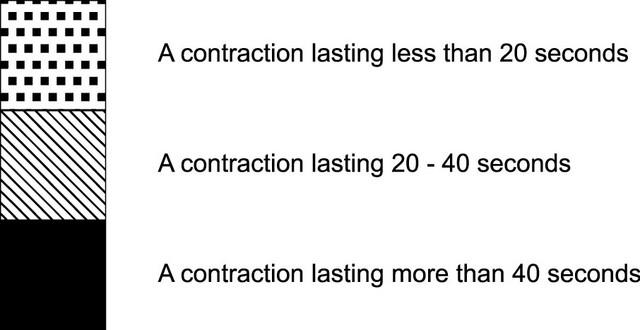 A contraction lasting less than 20 seconds
A contraction lasting 20 - 40 seconds
A contraction lasting more than 40 seconds